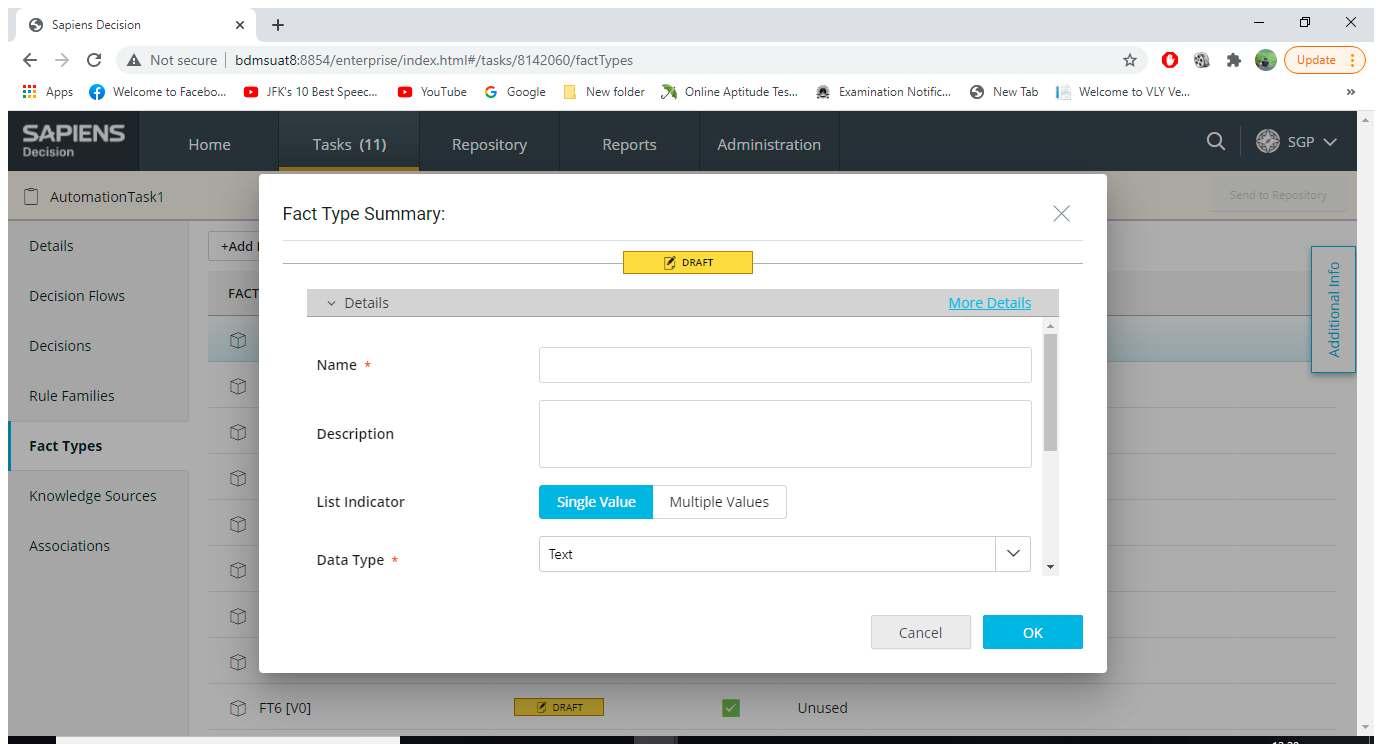 Sapiens Decision
Not secure bdmsuat8:8854/enterprise/index.html#/tasks/8142060/factTypes
Update
Apps Welcome to Facebo... JFK's 10 Best Speec... YouTube Google New folder Online Aptitude Tes... Examination Notific... New Tab Welcome to VLY Ve... »
SAPIENS
Decision
Home Tasks (11) Repository Reports Administration SGP
AutomationTask1 Send to Repository
Details
Decision Flows
Decisions
Rule Families
Fact Types
Knowledge Sources
Associations
+Add
FACT
Additional Info
Fact Type Summary:
DRAFT
Details More Details
Name *
Description
List Indicator Single Value Multiple Values
Data Type * Text
Cancel OK
FT6 [V0] DRAFT Unused